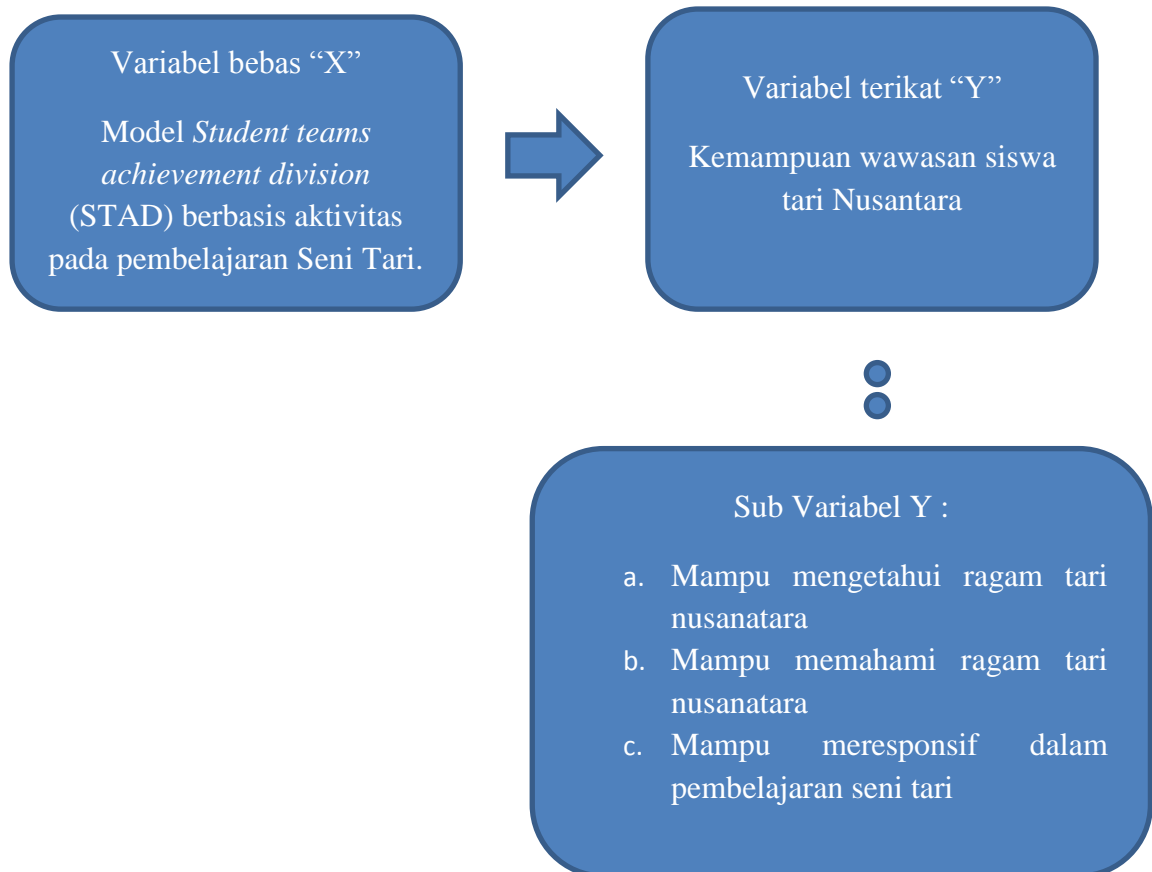 Variabel bebas “X”
Model Student teams
achievement division
(STAD) berbasis aktivitas
pada pembelajaran Seni Tari.
Variabel terikat “Y”
Kemampuan wawasan siswa
tari Nusantara
Sub Variabel Y :
a. Mampu mengetahui ragam tari
nusanatara
b. Mampu memahami ragam tari
nusanatara
c. Mampu meresponsif dalam
pembelajaran seni tari